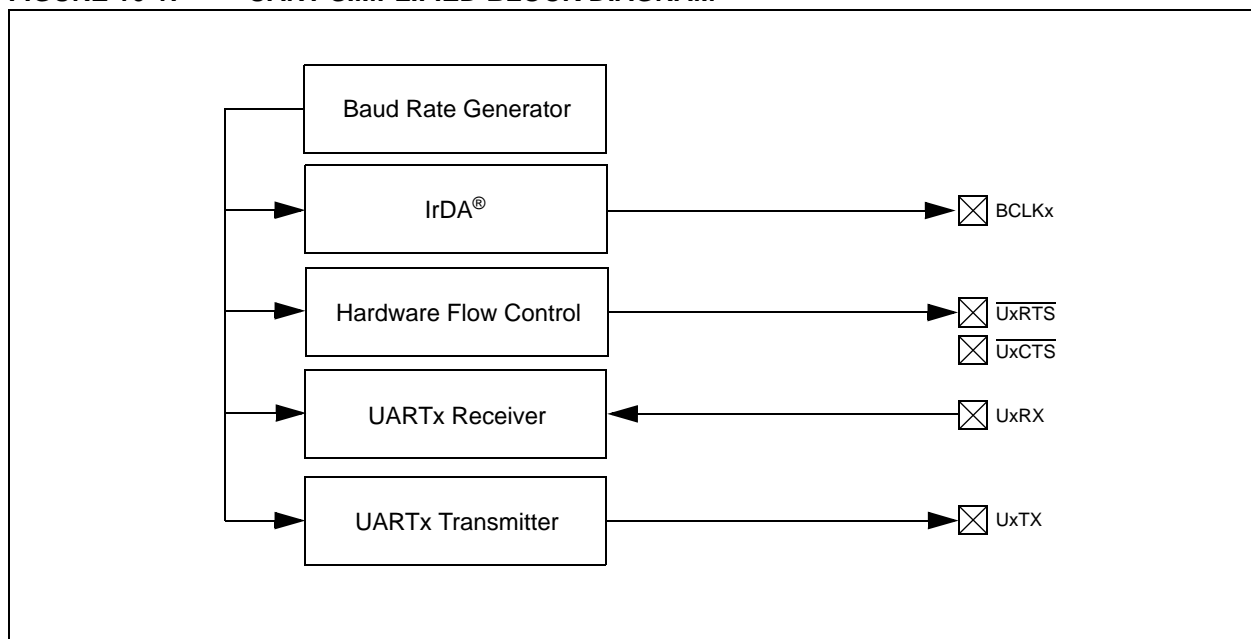 Baud Rate Generator
IrDA®
BCLKx
Hardware Flow Control
UxRTS
UxCTS
UARTx Receiver
UxRX
UARTx Transmitter
UxTX